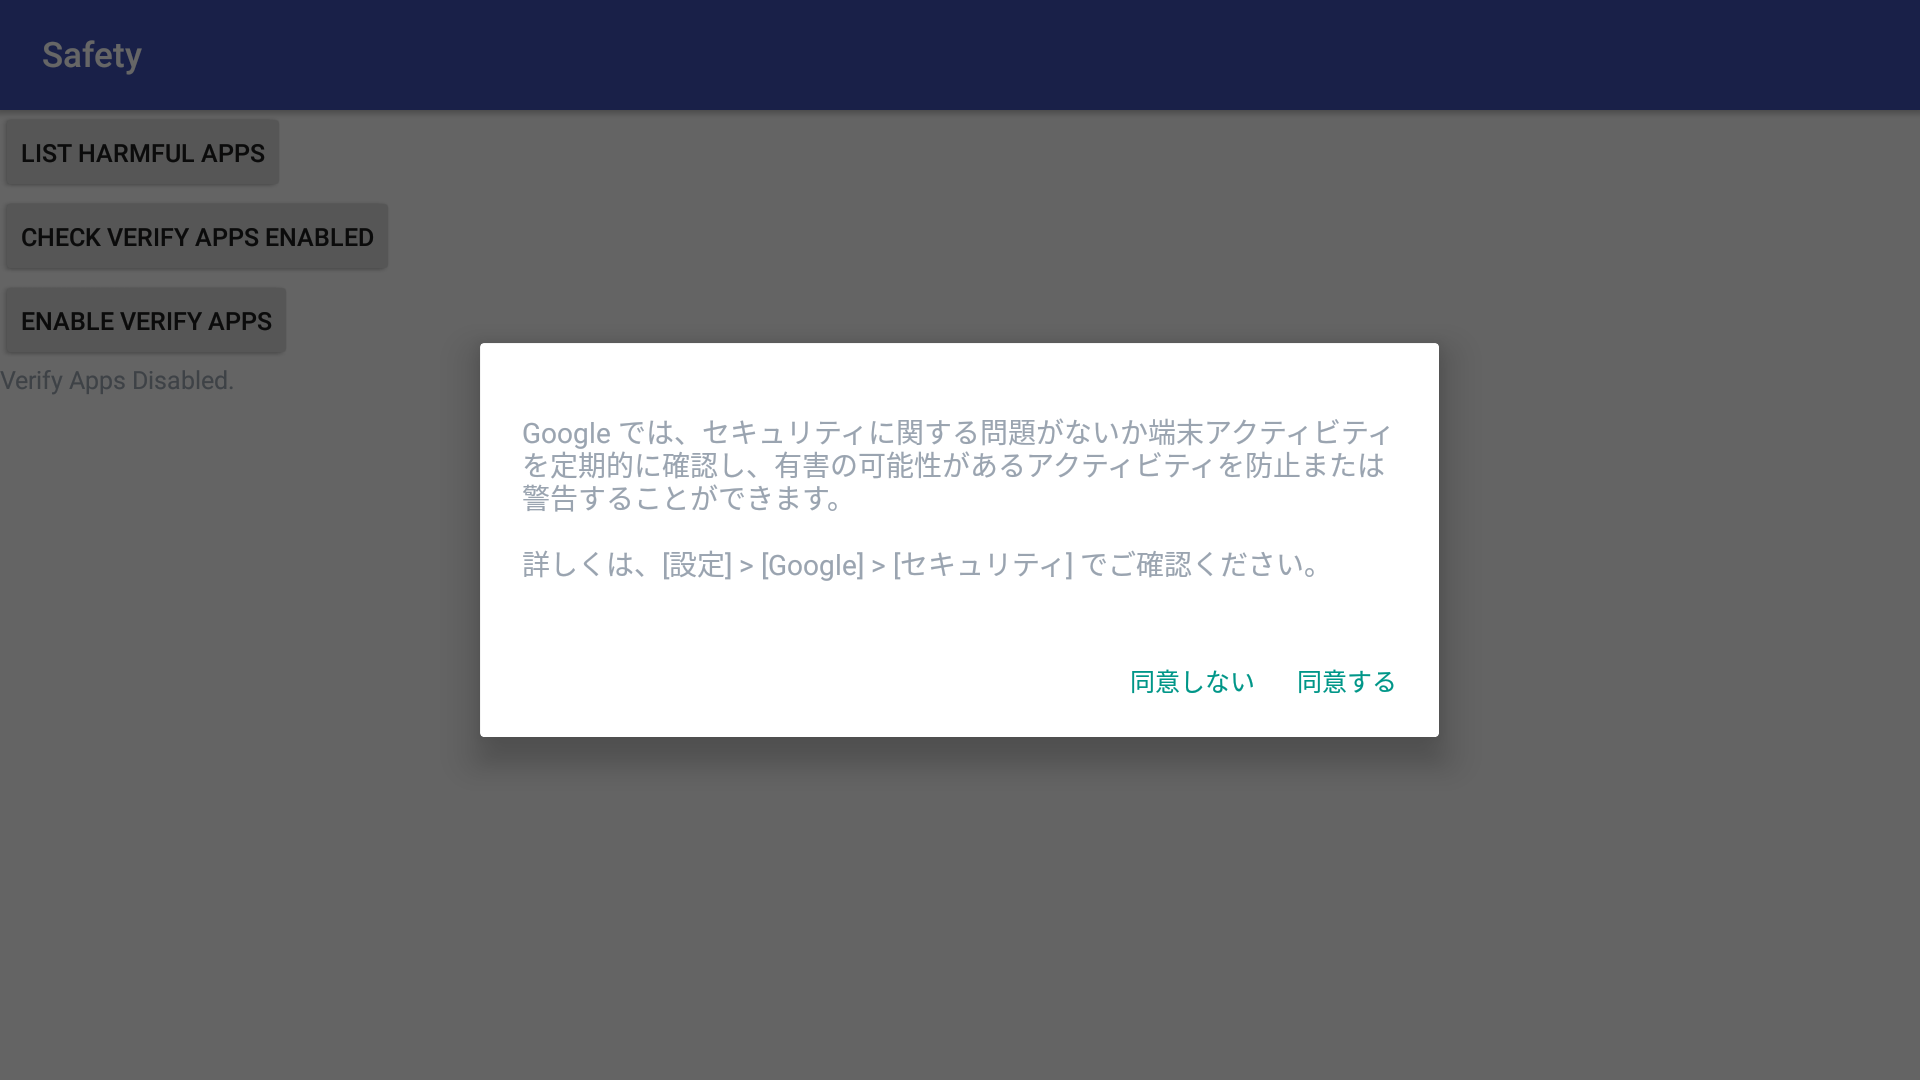 Safety
LIST HARMFUL APPS
CHECK VERIFY APPS ENABLED
ENABLE VERIFY APPS
Verify Apps Disabled.
Google では、セキュリティに関する問題がないか端末アクティビティ
を定期的に確認し、有害の可能性があるアクティビティを防止または
警告することができます。
詳しくは、[設定] > [Google] > [セキュリティ] でご確認ください。
同意しない 同意する